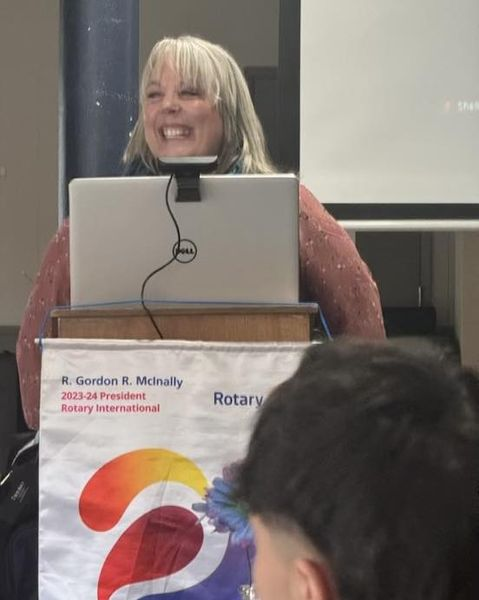 DELL
R. Gordon R. McInally
2023-24 President
Rotary International
Rotary